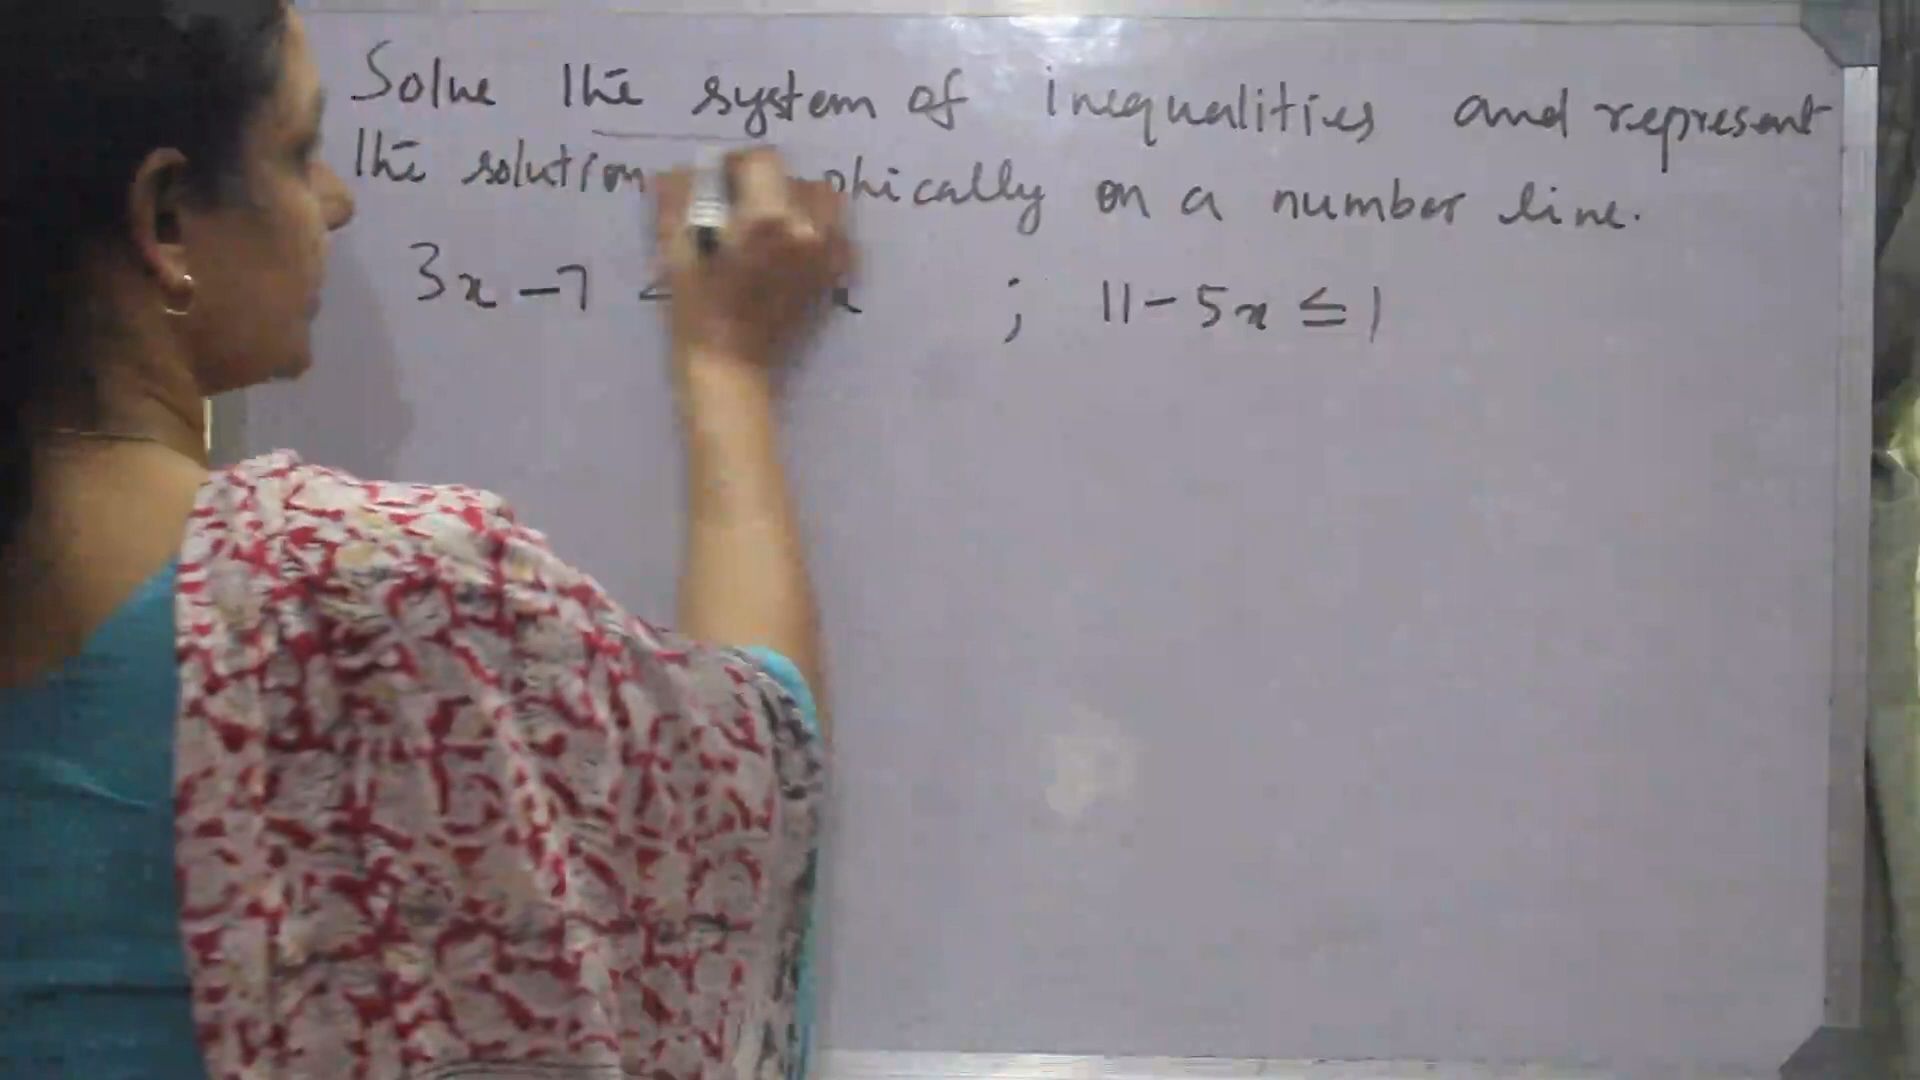 Solve the system of inequalities and represent
the solution phically on a number line.
3x - 7 < x ; 11 - 5x ≤ 1